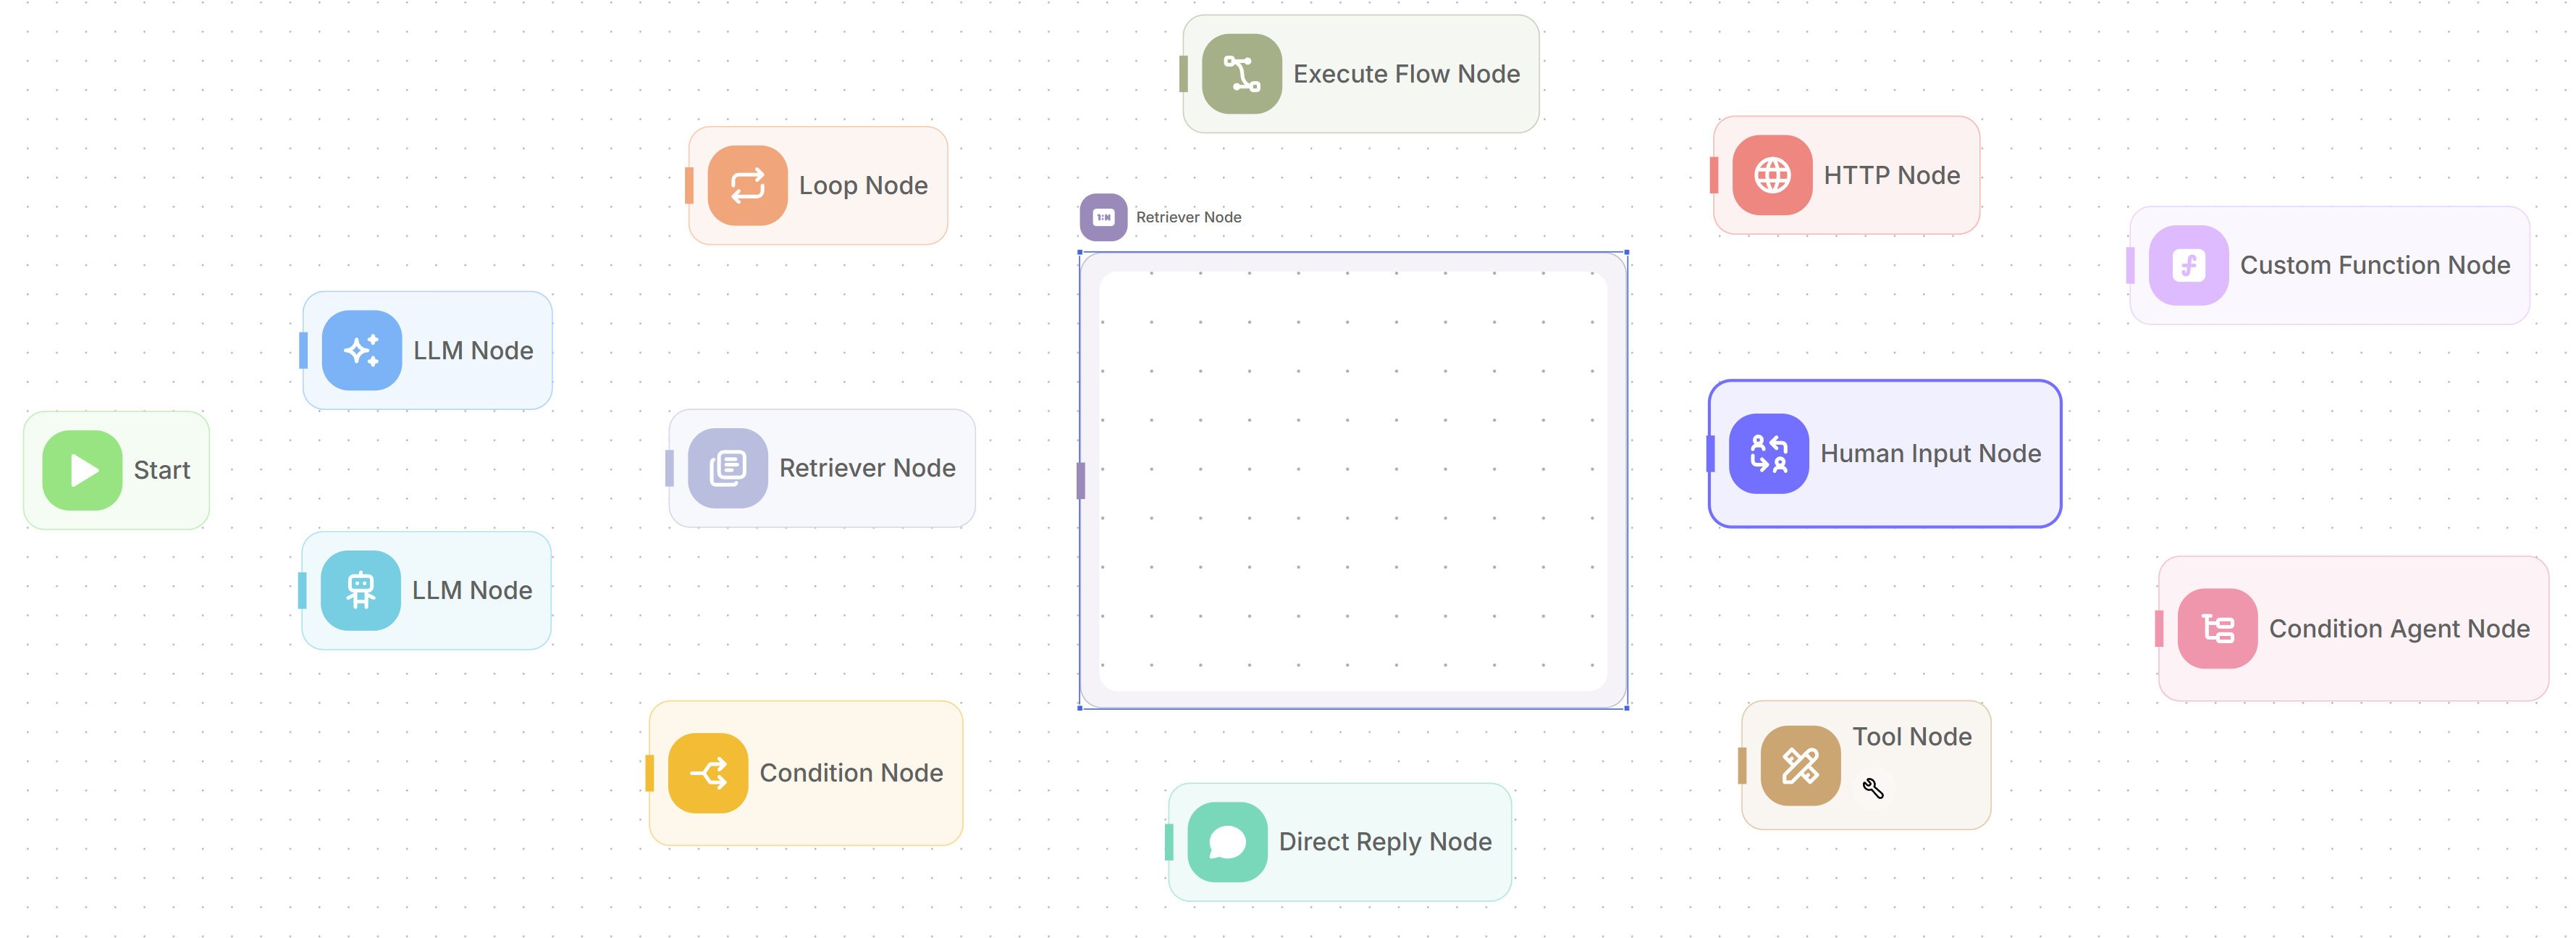 Execute Flow Node
Loop Node
HTTP Node
1:N
Retriever Node
Custom Function Node
LLM Node
Human Input Node
Start
Retriever Node
LLM Node
Condition Agent Node
Tool Node
Condition Node
Direct Reply Node